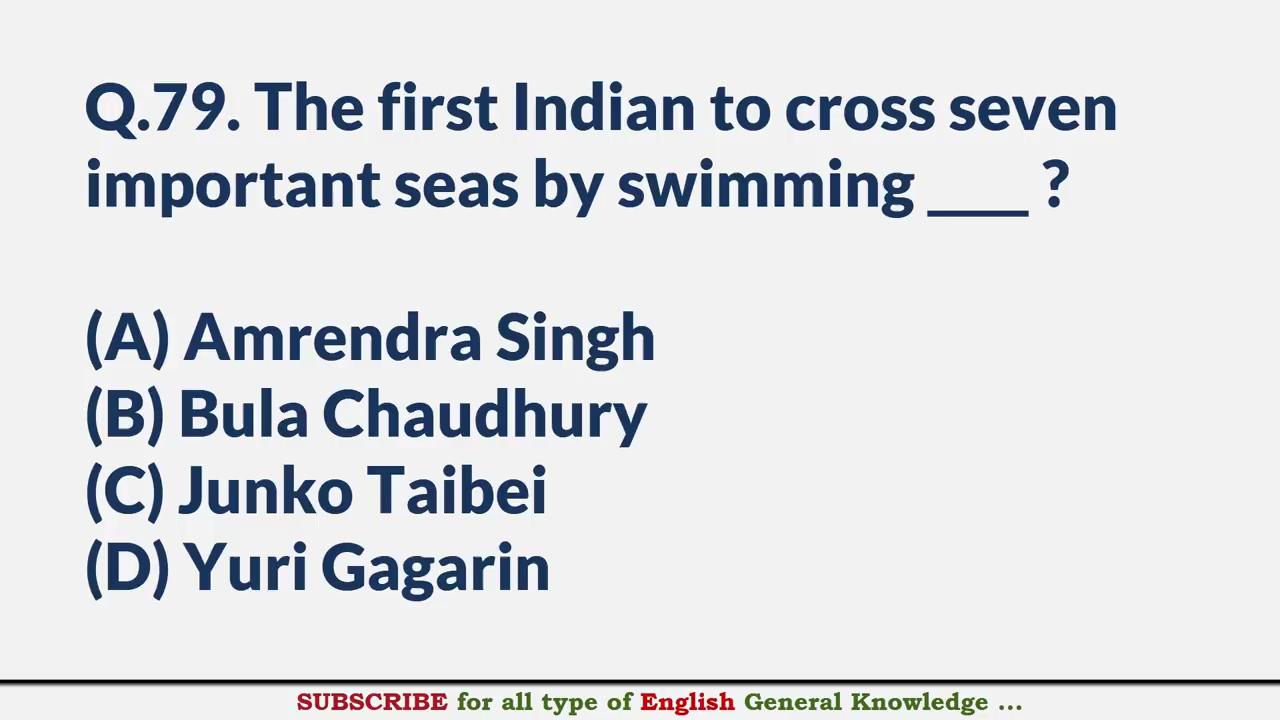 Q.79. The first Indian to cross seven
important seas by swimming ___ ?
(A) Amrendra Singh
(B) Bula Chaudhury
(C) Junko Taibei
(D) Yuri Gagarin
SUBSCRIBE for all type of English General Knowledge ...